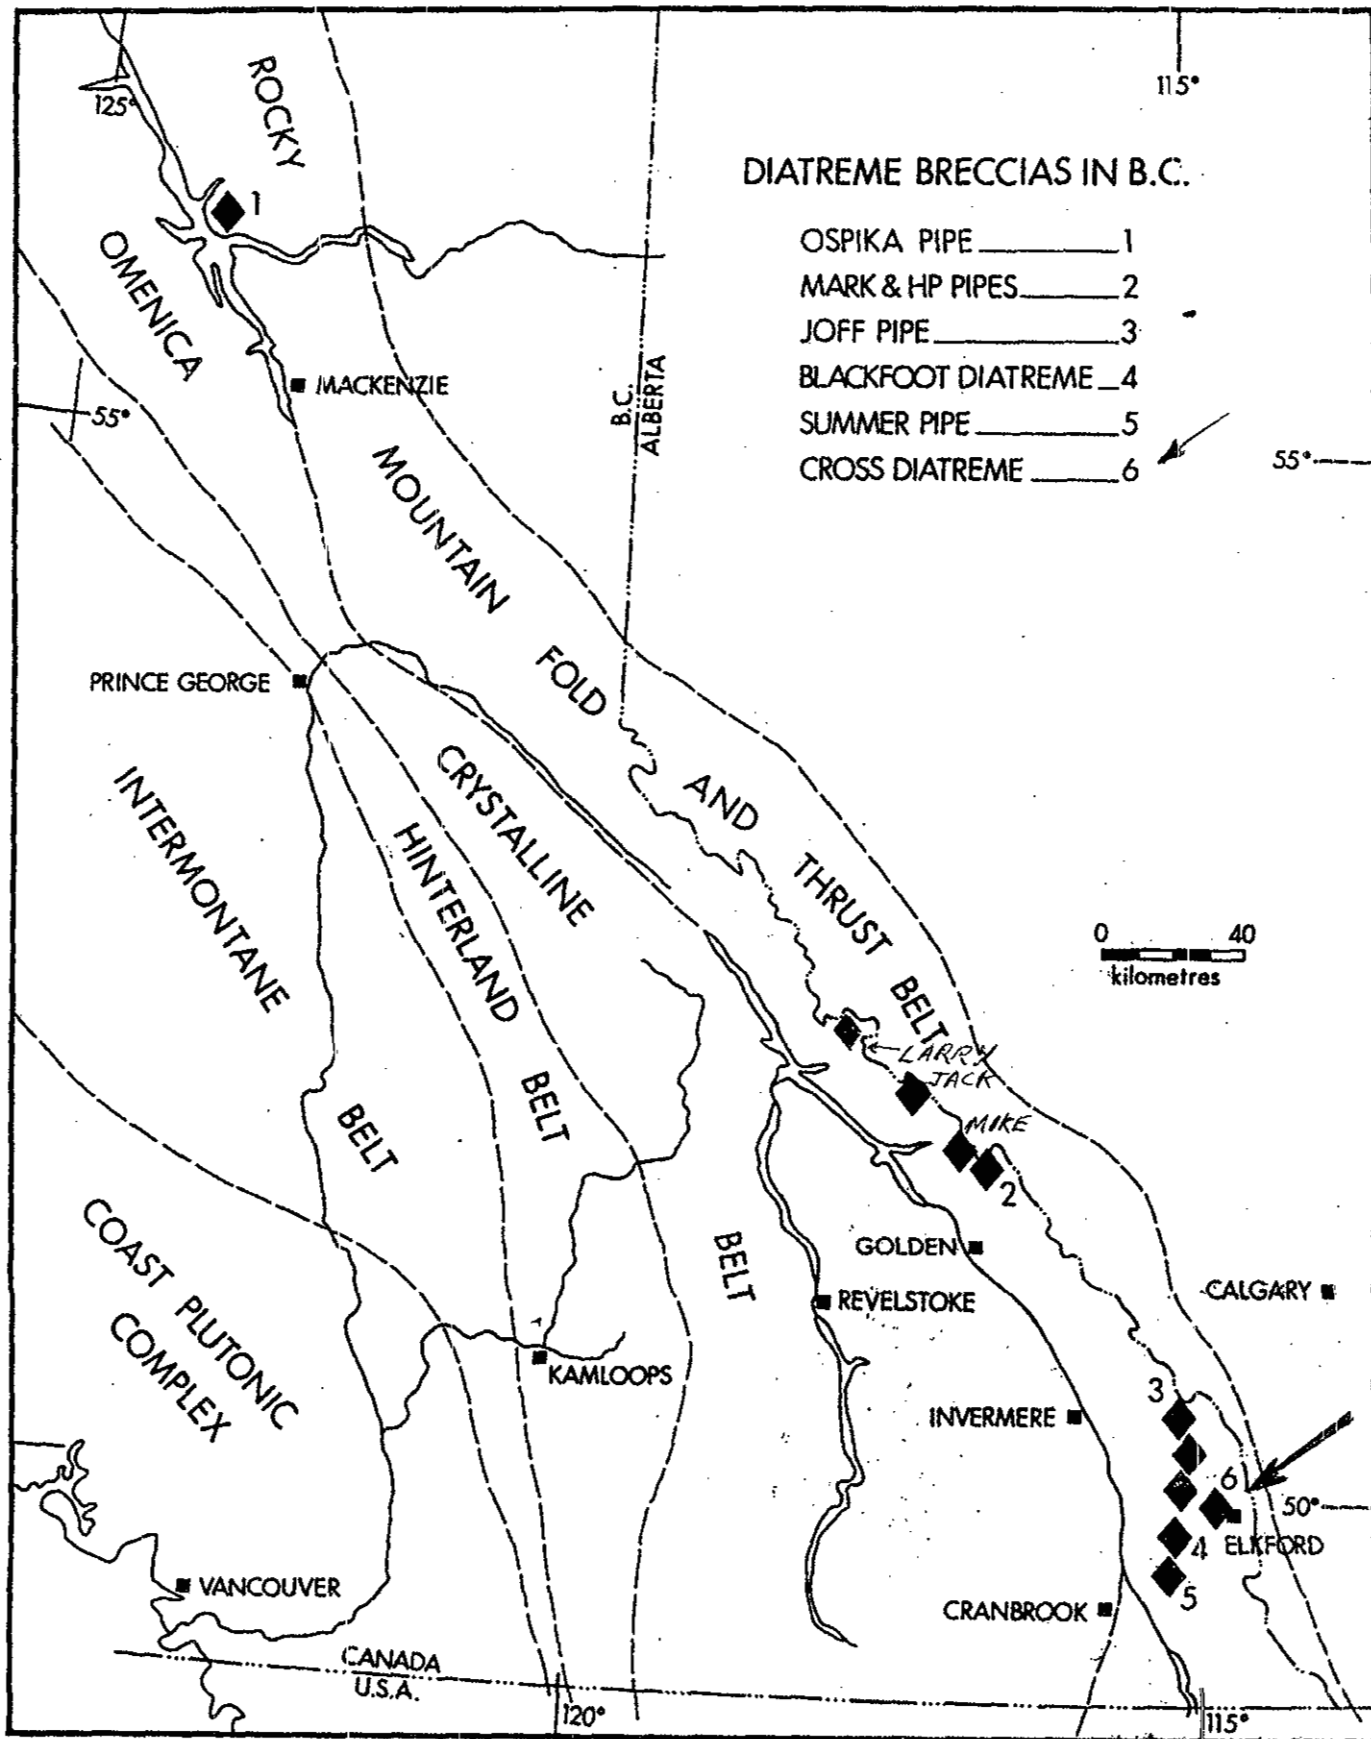 ROCKY
125°
115°
DIATREME BRECCIAS IN B.C.
OSPIKA PIPE 1
MARK & HP PIPES 2
JOFF PIPE 3
BLACKFOOT DIATREME 4
SUMMER PIPE 5
CROSS DIATREME 6
1
OMENICA
MACKENZIE
B.C.
ALBERTA
55°
55°
MOUNTAIN
FOLD
PRINCE GEORGE
AND
CRYSTALLINE
INTERMONTANE
HINTERLAND
THRUST
BELT
0 40
kilometres
LARRY
JACK
MIKE
2
BELT
BELT
BELT
COAST PLUTONIC
COMPLEX
GOLDEN
REVELSTOKE
CALGARY
KAMLOOPS
3
INVERMERE
6
50°
4
ELKFORD
5
VANCOUVER
CRANBROOK
CANADA
U.S.A.
120°
115°